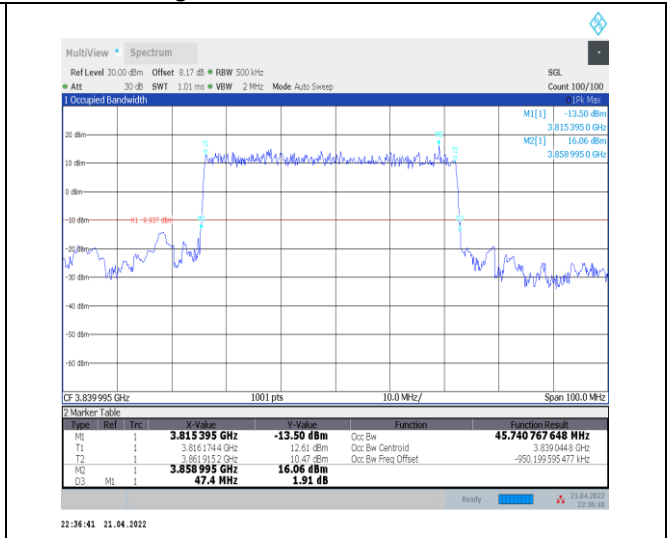 MultiView Spectrum
Ref Level 30.00 dBm Offset 8.17 dB RBW 500 kHz SGL
Att 30 dB SWT 1.01 ms VBW 2 MHz Mode Auto Sweep Count 100/100
1 Occupied Bandwidth 1Pk Max
M1[1] -13.50 dBm
3.815 395 0 GHz
M2[1] 16.06 dBm
3.858 995 0 GHz
20 dBm
10 dBm
0 dBm
-10 dBm
H1 -9.937 dBm
-20 dBm
-30 dBm
-40 dBm
-50 dBm
-60 dBm
T2
CF 3.839 995 GHz 1001 pts 10.0 MHz/ Span 100.0 MHz
2 Marker Table
Type Ref Trc X-Value Y-Value Function Function Result
M1 1 3.815 395 GHz -13.50 dBm Occ Bw 45.740 767 648 MHz
T1 1 3.816 174 4 GHz 12.61 dBm Occ Bw Centroid 3.839 044 8 GHz
T2 1 3.861 915 2 GHz 10.47 dBm Occ Bw Freq Offset -950.199 595 477 kHz
M2 1 3.858 995 GHz 16.06 dBm
D3 M1 1 47.4 MHz 1.91 dB
Ready 21.04.2022
22:36:40
22:36:41 21.04.2022